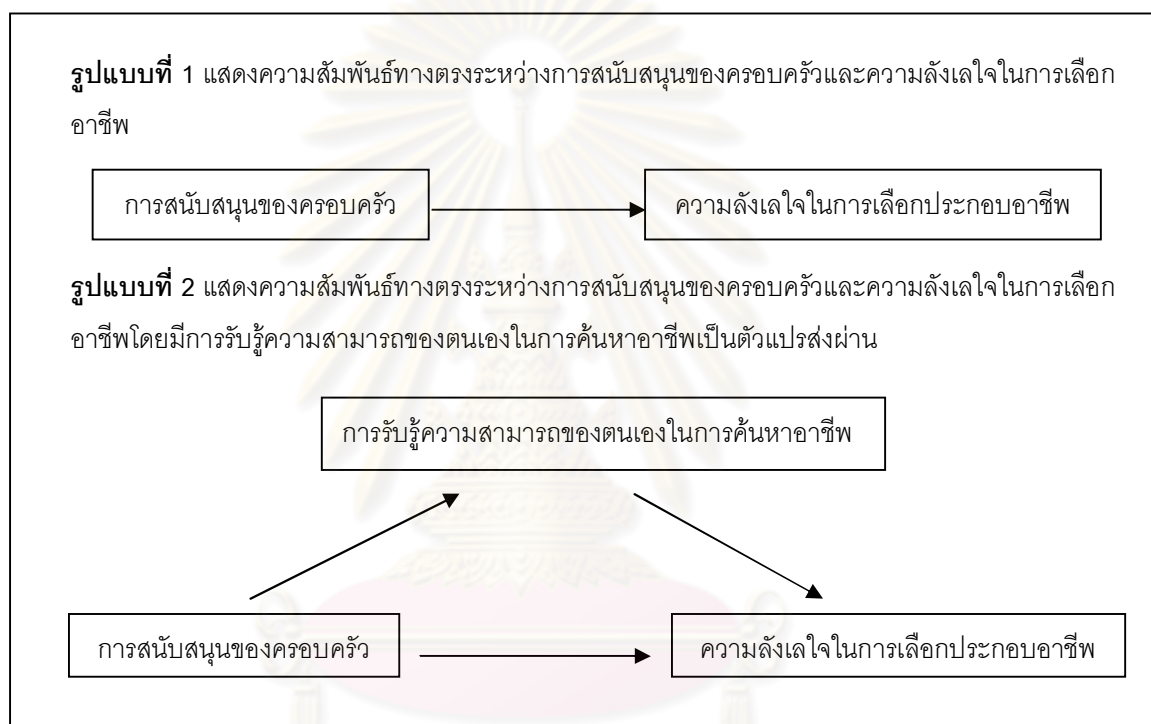 รูปแบบที่ 1 แสดงความสัมพันธ์ทางตรงระหว่างการสนับสนุนของครอบครัวและความลังเลใจในการเลือก
อาชีพ
การสนับสนุนของครอบครัว
ความลังเลใจในการเลือกประกอบอาชีพ
รูปแบบที่ 2 แสดงความสัมพันธ์ทางตรงระหว่างการสนับสนุนของครอบครัวและความลังเลใจในการเลือก
อาชีพโดยมีการรับรู้ความสามารถของตนเองในการค้นหาอาชีพเป็นตัวแปรส่งผ่าน
การรับรู้ความสามารถของตนเองในการค้นหาอาชีพ
การสนับสนุนของครอบครัว
ความลังเลใจในการเลือกประกอบอาชีพ